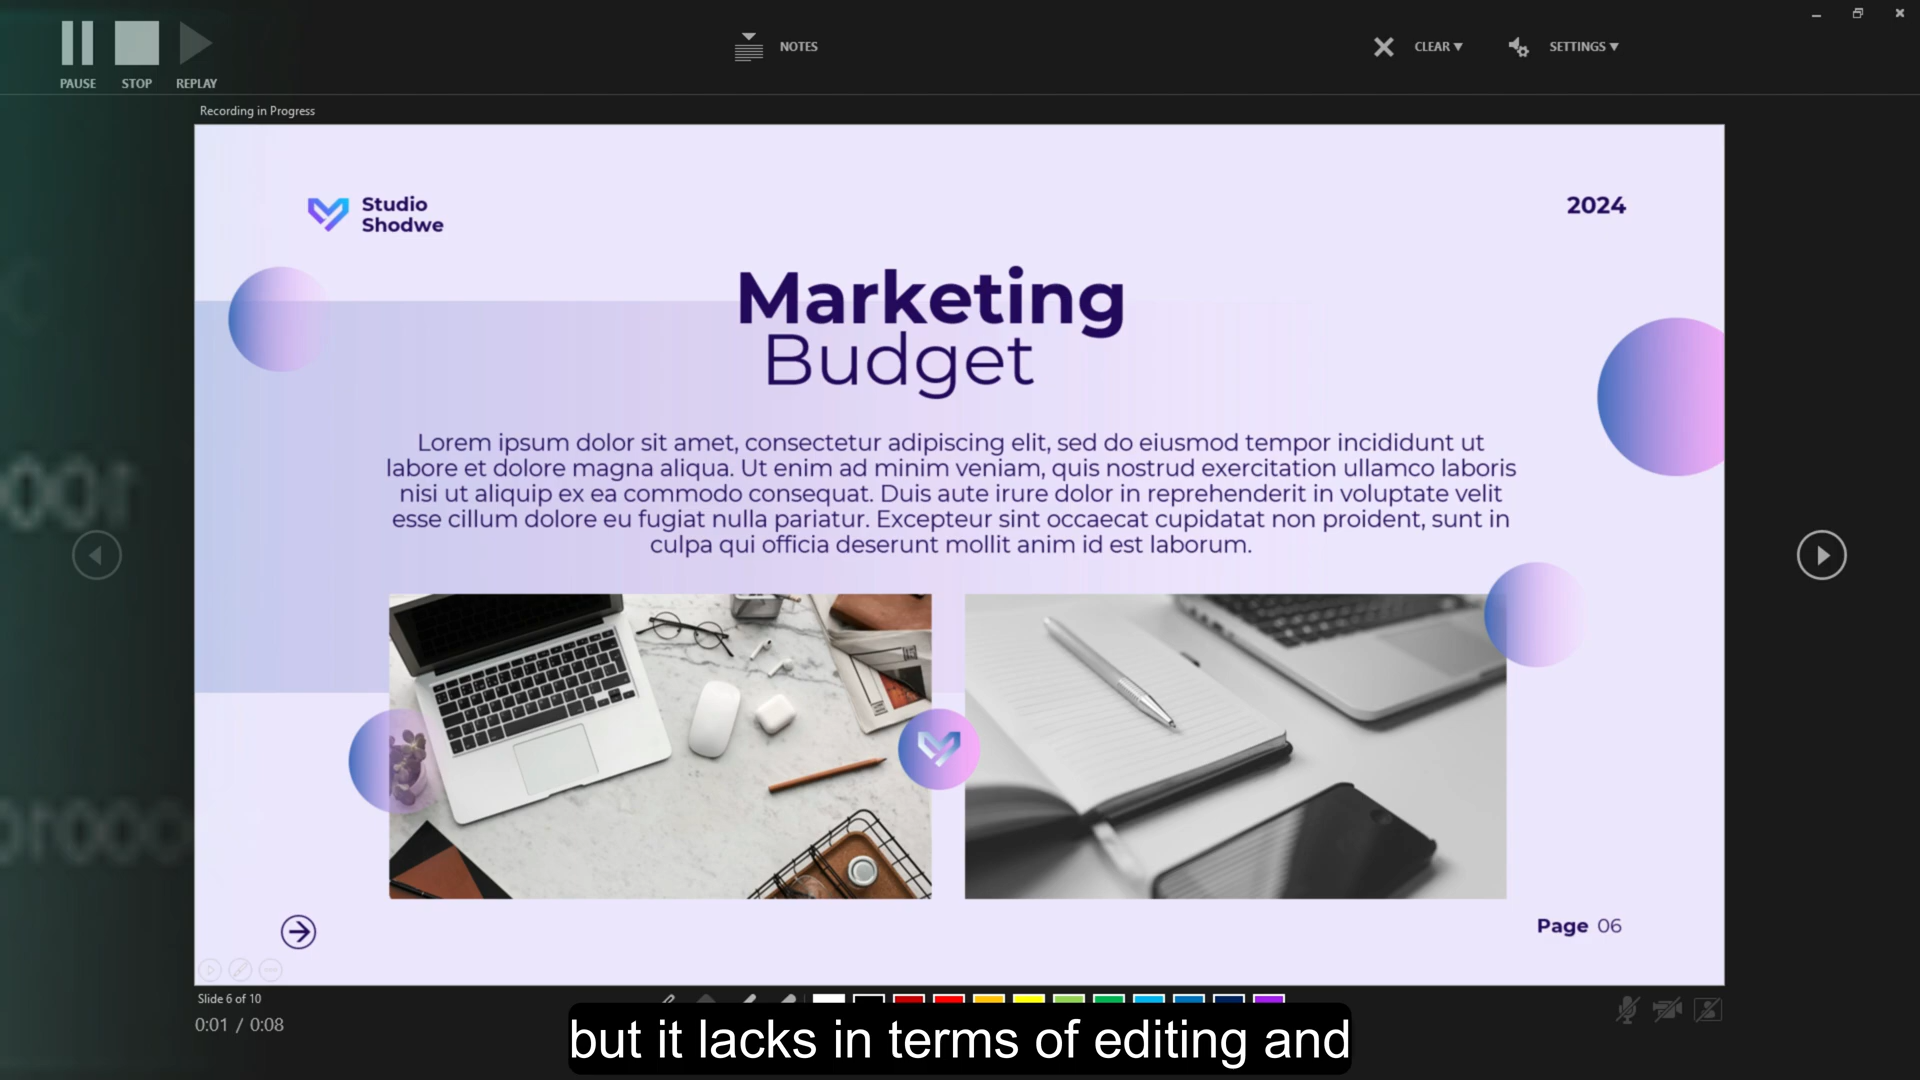 PAUSE
STOP
REPLAY
NOTES
CLEAR
SETTINGS
Recording in Progress
Studio
Shodwe
2024
Marketing
Budget
Lorem ipsum dolor sit amet, consectetur adipiscing elit, sed do eiusmod tempor incididunt ut
labore et dolore magna aliqua. Ut enim ad minim veniam, quis nostrud exercitation ullamco laboris
nisi ut aliquip ex ea commodo consequat. Duis aute irure dolor in reprehenderit in voluptate velit
esse cillum dolore eu fugiat nulla pariatur. Excepteur sint occaecat cupidatat non proident, sunt in
culpa qui officia deserunt mollit anim id est laborum.
Page 06
Slide 6 of 10
0:01 / 0:08
but it lacks in terms of editing and